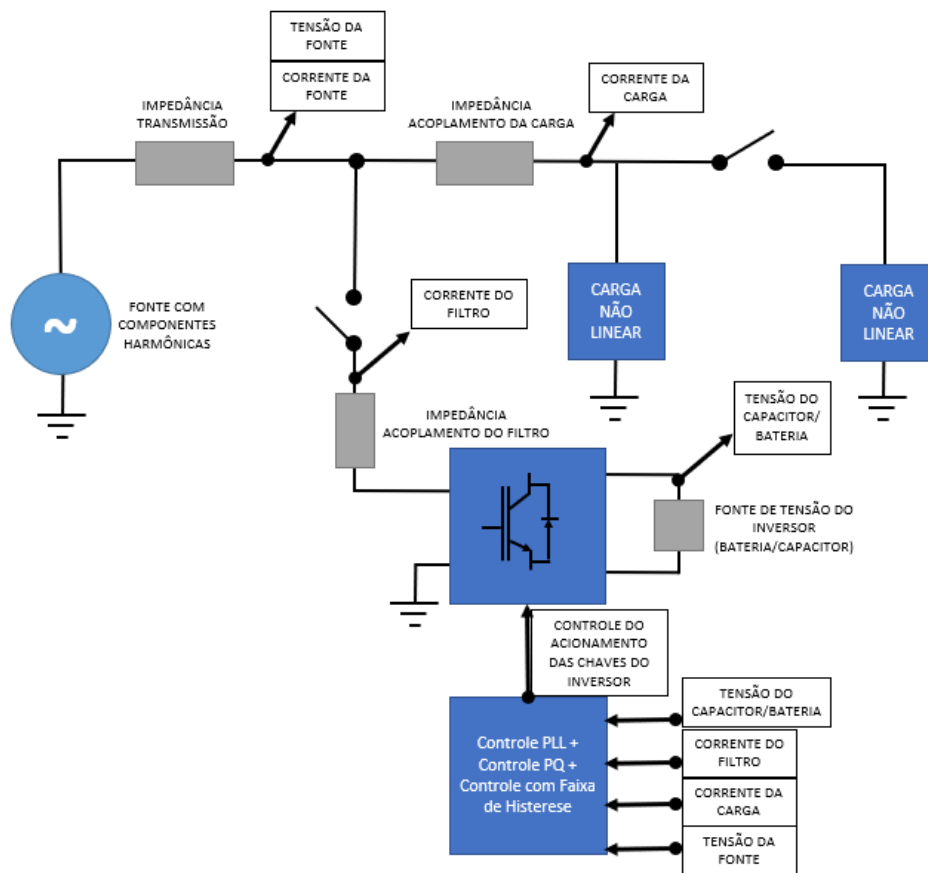 TENSÃO DA
FONTE
CORRENTE DA
FONTE
IMPEDÂNCIA
TRANSMISSÃO
IMPEDÂNCIA
ACOPLAMENTO DA CARGA
CORRENTE DA
CARGA
~
FONTE COM
COMPONENTES
HARMÔNICAS
CORRENTE DO
FILTRO
CARGA
NÃO
LINEAR
CARGA
NÃO
LINEAR
IMPEDÂNCIA
ACOPLAMENTO DO FILTRO
TENSÃO DO
CAPACITOR/
BATERIA
FONTE DE TENSÃO DO
INVERSOR
(BATERIA/CAPACITOR)
CONTROLE DO
ACIONAMENTO
DAS CHAVES DO
INVERSOR
Controle PLL +
Controle PQ +
Controle com Faixa
de Histerese
TENSÃO DO
CAPACITOR/BATERIA
CORRENTE DO
FILTRO
CORRENTE DA
CARGA
TENSÃO DA
FONTE